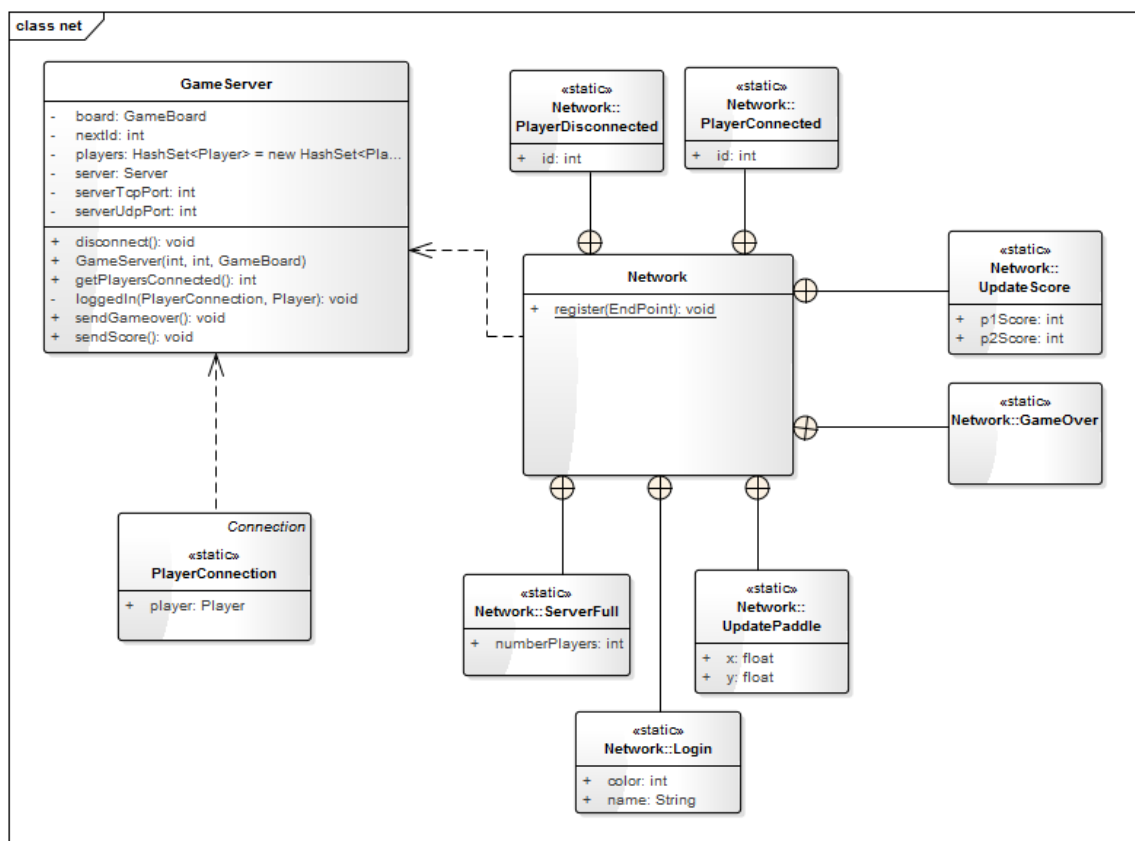 class net
GameServer
- board: GameBoard
- nextId: int
- players: HashSet<Player> = new HashSet<Pla...
- server: Server
- serverTcpPort: int
- serverUdpPort: int
+ disconnect(): void
+ GameServer(int, int, GameBoard)
+ getPlayersConnected(): int
- loggedIn(PlayerConnection, Player): void
+ sendGameover(): void
+ sendScore(): void
«static»
Network::
PlayerDisconnected
+ id: int
«static»
Network::
PlayerConnected
+ id: int
Network
+ register(EndPoint): void
«static»
Network::
UpdateScore
+ p1Score: int
+ p2Score: int
«static»
Network::GameOver
Connection
«static»
PlayerConnection
+ player: Player
«static»
Network::ServerFull
+ numberPlayers: int
«static»
Network::
UpdatePaddle
+ x: float
+ y: float
«static»
Network::Login
+ color: int
+ name: String